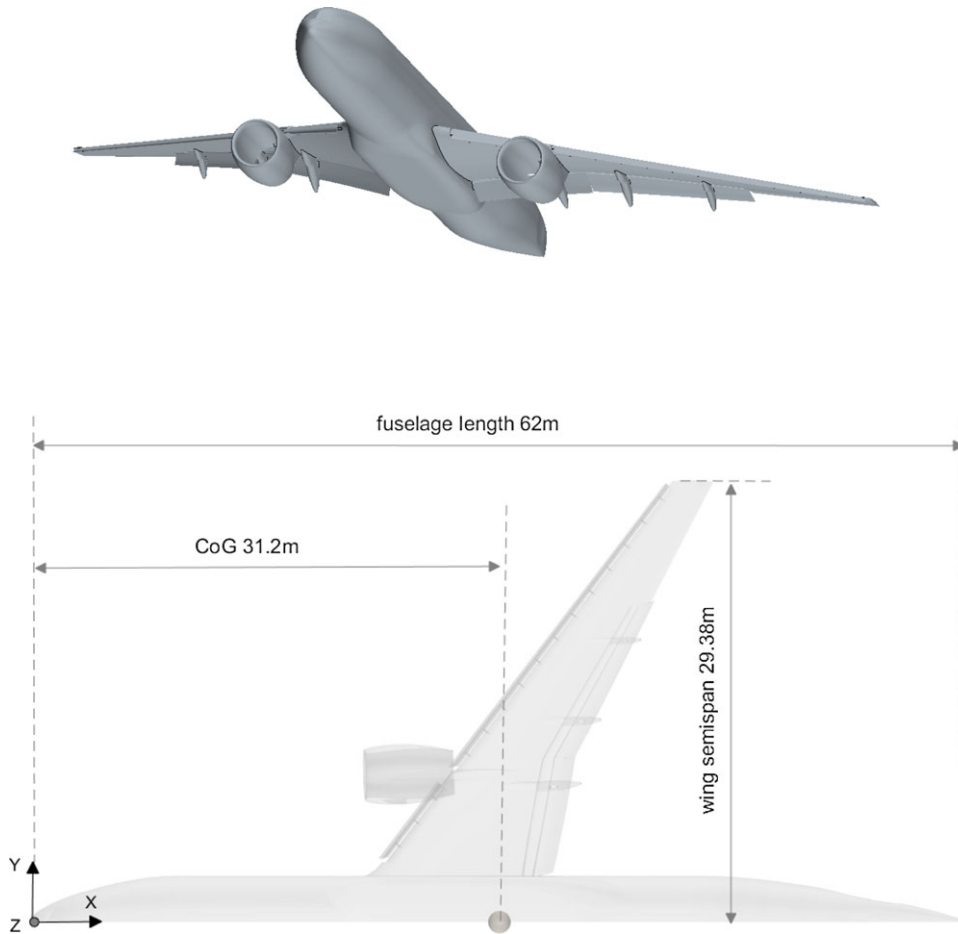 fuselage length 62m
CoG 31.2m
wing semispan 29.38m
Y
X
Z